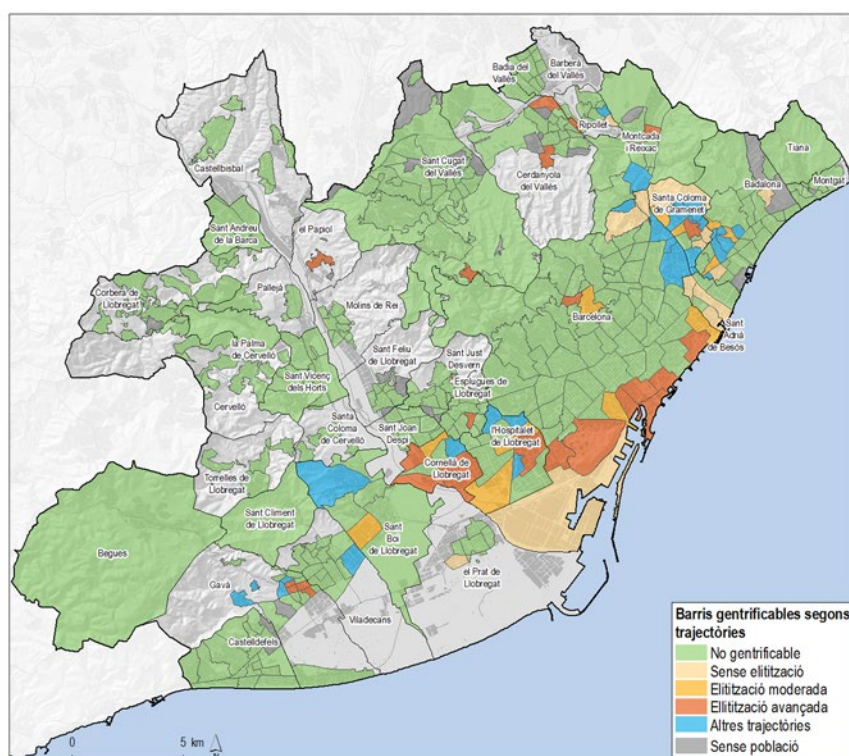 Badia del
Vallès
Barberà
del Vallès
Castellbisbal
Sant Cugat
del Vallès
Ripollet
Montcada
i Reixac
Cerdanyola
del Vallès
Tiana
Montgat
Badalona
Santa Coloma
de Gramenet
Sant Andreu
de la Barca
el Papiol
Corbera de
Llobregat
Pallejà
Molins de Rei
Barcelona
Sant
Adrià
de Besòs
la Palma
de Cervelló
Sant Feliu
de Llobregat
Sant Just
Desvern
Sant Vicenç
dels Horts
Esplugues de
Llobregat
Cervelló
Santa
Coloma
de Cervelló
Sant Joan
Despí
l'Hospitalet
de Llobregat
Cornellà de
Llobregat
Torrelles de
Llobregat
Sant Climent
de Llobregat
Sant
Boi
de Llobregat
Begues
Gavà
el Prat de
Llobregat
Viladecans
Castelldefels
0 5 km
N
Barris gentrificables segons
trajectòries
No gentrificable
Sense elitització
Elitització moderada
Ellitització avançada
Altres trajectòries
Sense població